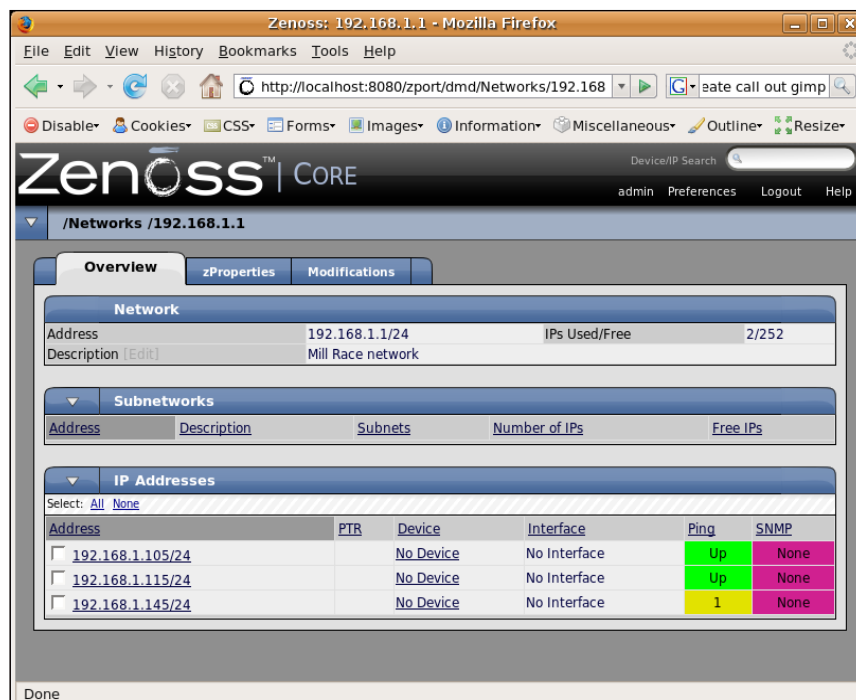 Zenoss: 192.168.1.1 - Mozilla Firefox
File Edit View History Bookmarks Tools Help
http://localhost:8080/zport/dmd/Networks/192.168 G eate call out gimp
Disable Cookies CSS Forms Images Information Miscellaneous Outline Resize
Zenoss™ | CORE
Device/IP Search
admin Preferences Logout Help
/Networks /192.168.1.1
Overview zProperties Modifications
Network
Address 192.168.1.1/24 IPs Used/Free 2/252
Description [Edit] Mill Race network
Subnetworks
Address Description Subnets Number of IPs Free IPs
IP Addresses
Select: All None
Address PTR Device Interface Ping SNMP
192.168.1.105/24 No Device No Interface Up None
192.168.1.115/24 No Device No Interface Up None
192.168.1.145/24 No Device No Interface 1 None
Done